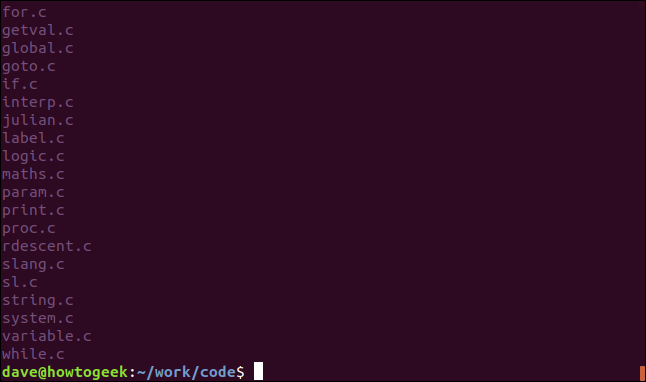 for.c
getval.c
global.c
goto.c
if.c
interp.c
julian.c
label.c
logic.c
maths.c
param.c
print.c
proc.c
rdescent.c
slang.c
sl.c
string.c
system.c
variable.c
while.c
dave@howtogeek:~/work/code$